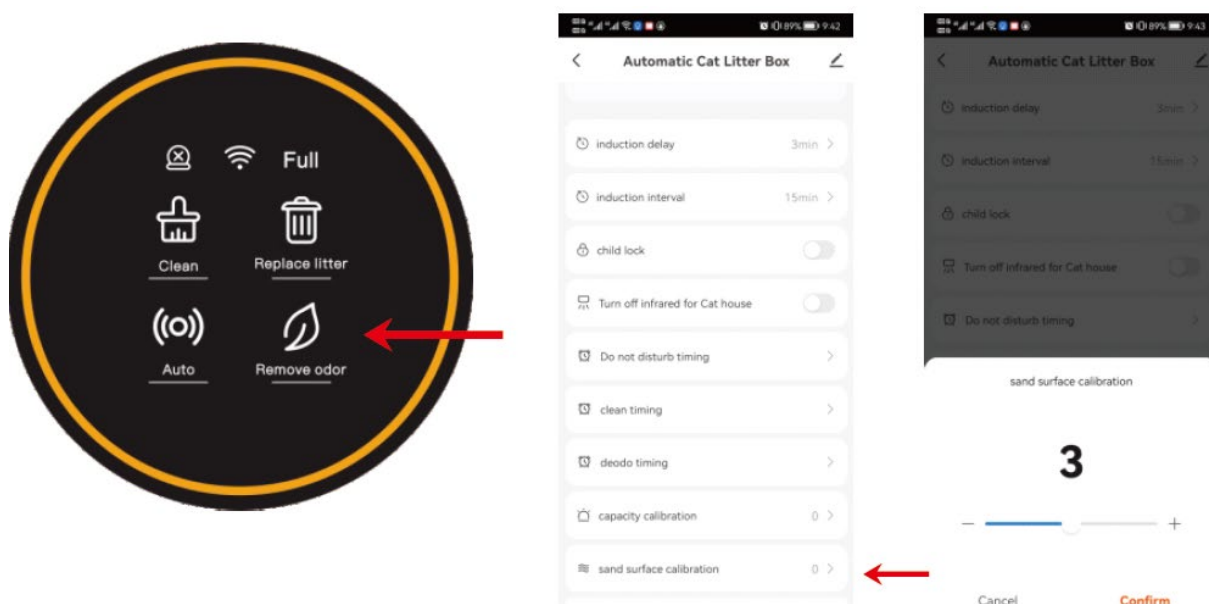 Full
Clean
Replace litter
Auto
Remove odor
89% 9:42
Automatic Cat Litter Box
induction delay 3min
induction interval 15min
child lock
Turn off infrared for Cat house
Do not disturb timing
clean timing
deodo timing
capacity calibration 0
sand surface calibration 0
89% 9:43
Automatic Cat Litter Box
induction delay 3min
induction interval 15min
child lock
Turn off infrared for Cat house
Do not disturb timing
sand surface calibration
3
- +
Cancel Confirm